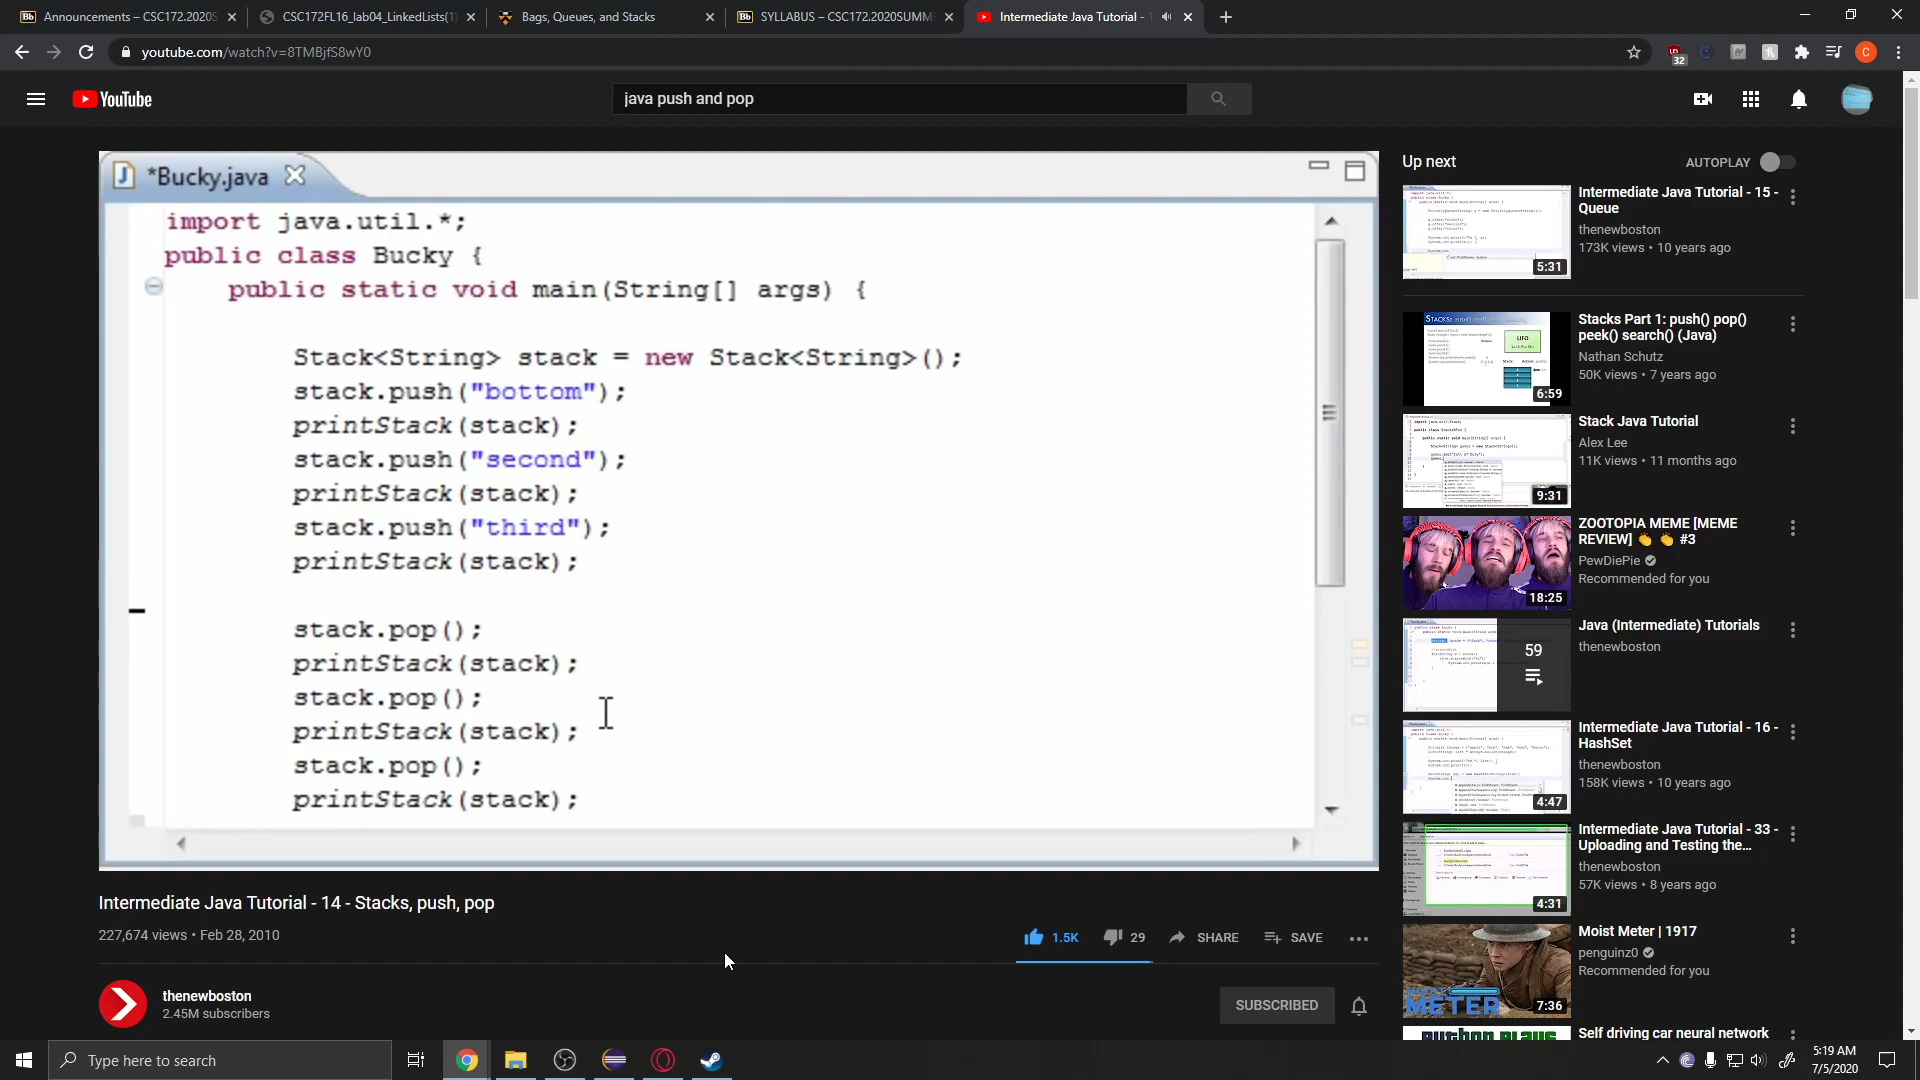 Bb Announcements – CSC172.2020S
CSC172FL16_lab04_LinkedLists(1)
Bags, Queues, and Stacks
Bb SYLLABUS – CSC172.2020SUMM
Intermediate Java Tutorial - 1
youtube.com/watch?v=8TMBjfS8wY0
32
C
YouTube
java push and pop
*Bucky.java
import java.util.*;
public class Bucky {
public static void main(String[] args) {
Stack<String> stack = new Stack<String>();
stack.push("bottom");
printStack(stack);
stack.push("second");
printStack(stack);
stack.push("third");
printStack(stack);
stack.pop();
printStack(stack);
stack.pop();
printStack(stack);
stack.pop();
printStack(stack);
Intermediate Java Tutorial - 14 - Stacks, push, pop
227,674 views • Feb 28, 2010
1.5K
29
SHARE
SAVE
thenewboston
2.45M subscribers
SUBSCRIBED
Up next
AUTOPLAY
5:31
Intermediate Java Tutorial - 15 -
Queue
thenewboston
173K views • 10 years ago
6:59
Stacks Part 1: push() pop()
peek() search() (Java)
Nathan Schutz
50K views • 7 years ago
9:31
Stack Java Tutorial
Alex Lee
11K views • 11 months ago
18:25
ZOOTOPIA MEME [MEME
REVIEW] 👏 👏 #3
PewDiePie
Recommended for you
59
Java (Intermediate) Tutorials
thenewboston
4:47
Intermediate Java Tutorial - 16 -
HashSet
thenewboston
158K views • 10 years ago
4:31
Intermediate Java Tutorial - 33 -
Uploading and Testing the...
thenewboston
57K views • 8 years ago
METER
7:36
Moist Meter | 1917
penguinz0
Recommended for you
Self driving car neural network
Type here to search
5:19 AM
7/5/2020